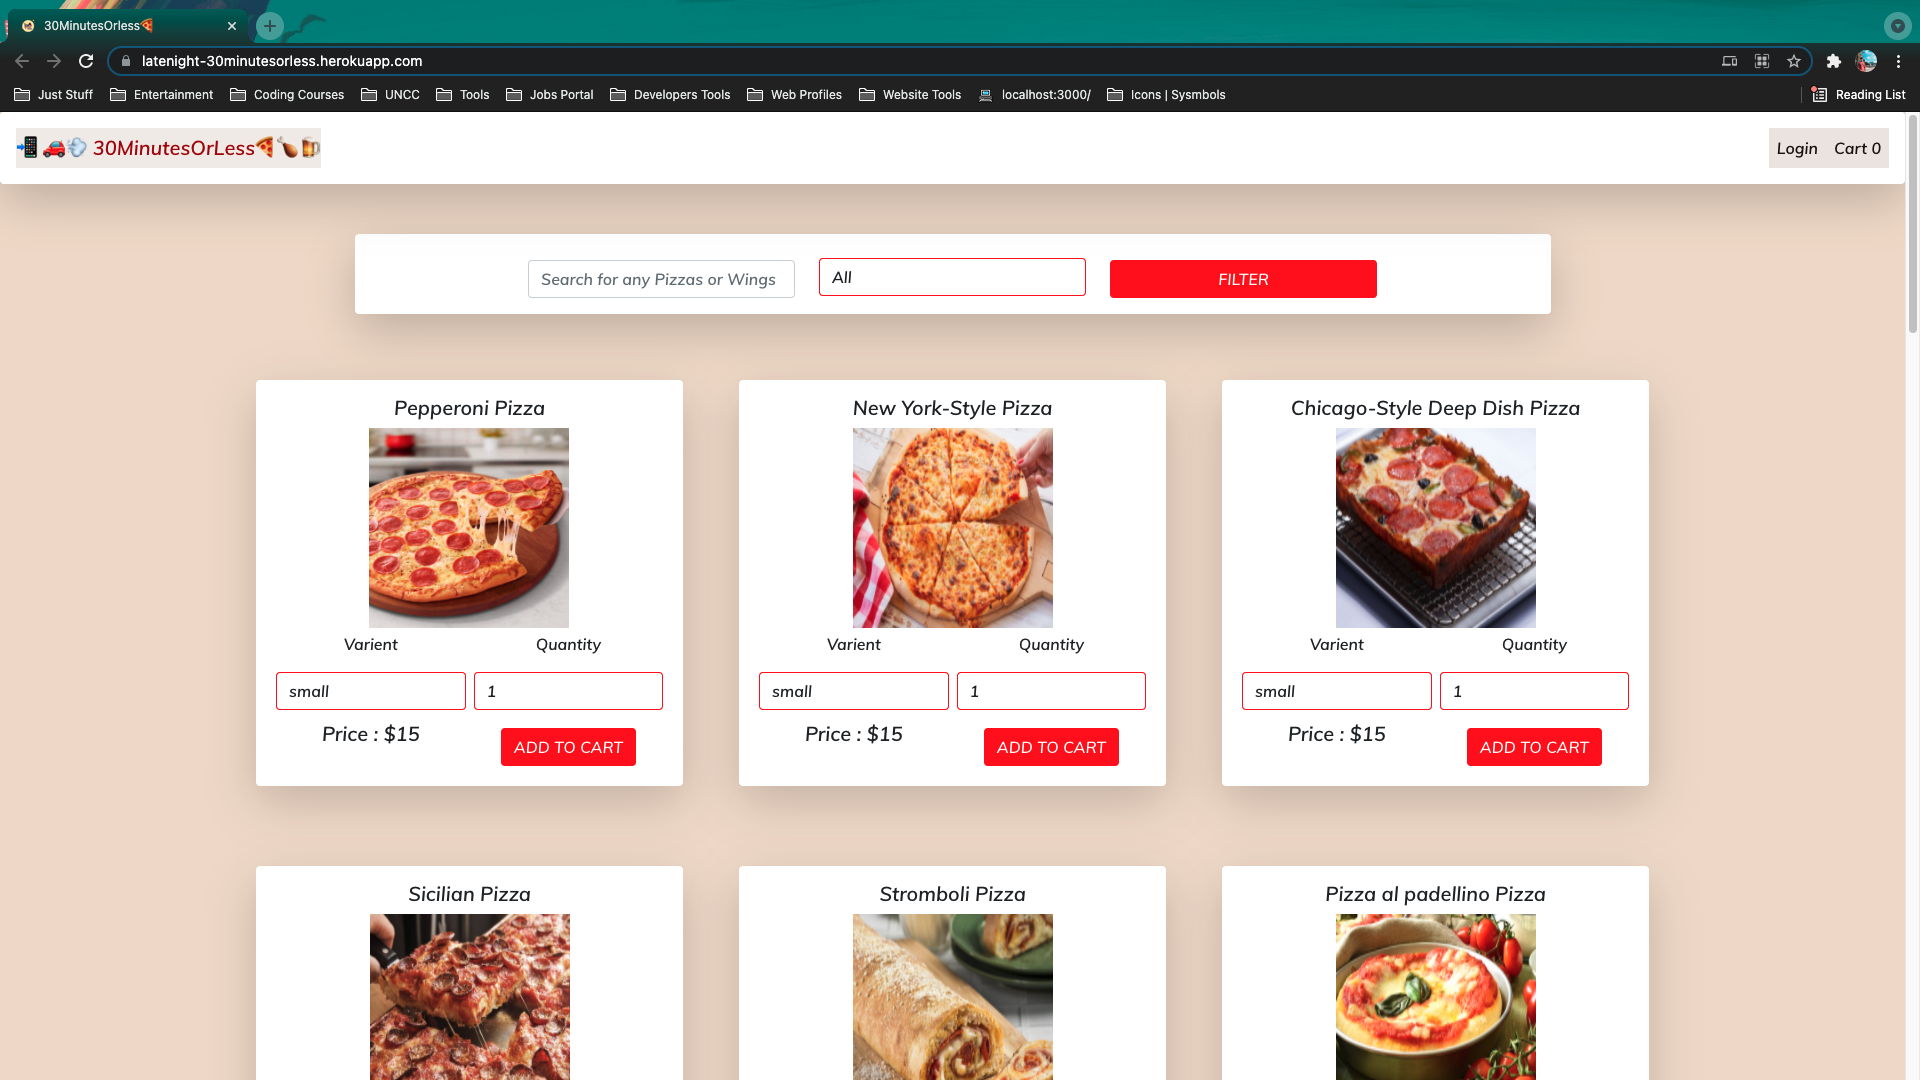 30MinutesOrless🍕
latenight-30minutesorless.herokuapp.com
Just Stuff Entertainment Coding Courses UNCC Tools Jobs Portal Developers Tools Web Profiles Website Tools localhost:3000/ Icons | Sysmbols Reading List
📲🚗💨 30MinutesOrLess🍕🍗🍺 Login Cart 0
Search for any Pizzas or Wings All FILTER
Pepperoni Pizza New York-Style Pizza Chicago-Style Deep Dish Pizza
Varient Quantity Varient Quantity Varient Quantity
small 1 small 1 small 1
Price : $15 ADD TO CART Price : $15 ADD TO CART Price : $15 ADD TO CART
Sicilian Pizza Stromboli Pizza Pizza al padellino Pizza